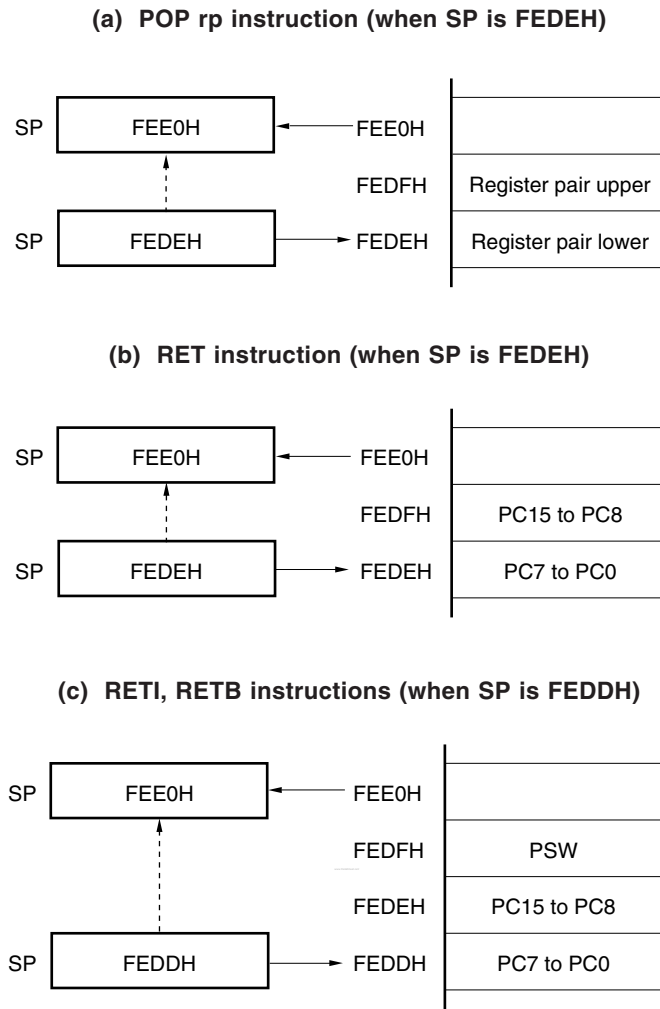 (a) POP rp instruction (when SP is FEDEH)
SP FEE0H FEE0H
FEDFH Register pair upper
SP FEDEH FEDEH Register pair lower
(b) RET instruction (when SP is FEDEH)
SP FEE0H FEE0H
FEDFH PC15 to PC8
SP FEDEH FEDEH PC7 to PC0
(c) RETI, RETB instructions (when SP is FEDDH)
SP FEE0H FEE0H
FEDFH PSW
FEDEH PC15 to PC8
SP FEDDH FEDDH PC7 to PC0